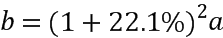 b = (1 + 22.1%)²a